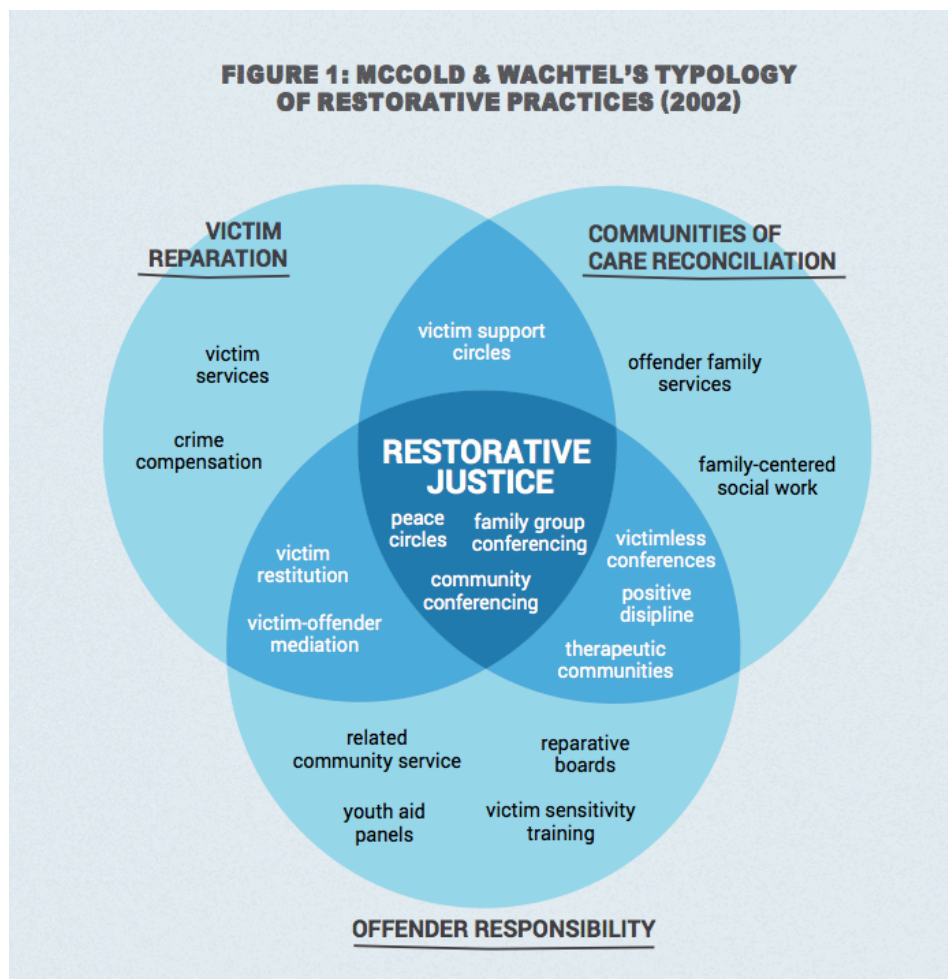 FIGURE 1: MCCOLD & WACHTEL'S TYPOLOGY
OF RESTORATIVE PRACTICES (2002)
VICTIM
REPARATION
COMMUNITIES OF
CARE RECONCILIATION
victim support
circles
victim
services
offender family
services
crime
compensation
family-centered
social work
RESTORATIVE
JUSTICE
peace
circles
family group
conferencing
community
conferencing
victim
restitution
victim-offender
mediation
victimless
conferences
positive
disipline
therapeutic
communities
related
community service
reparative
boards
youth aid
panels
victim sensitivity
training
OFFENDER RESPONSIBILITY